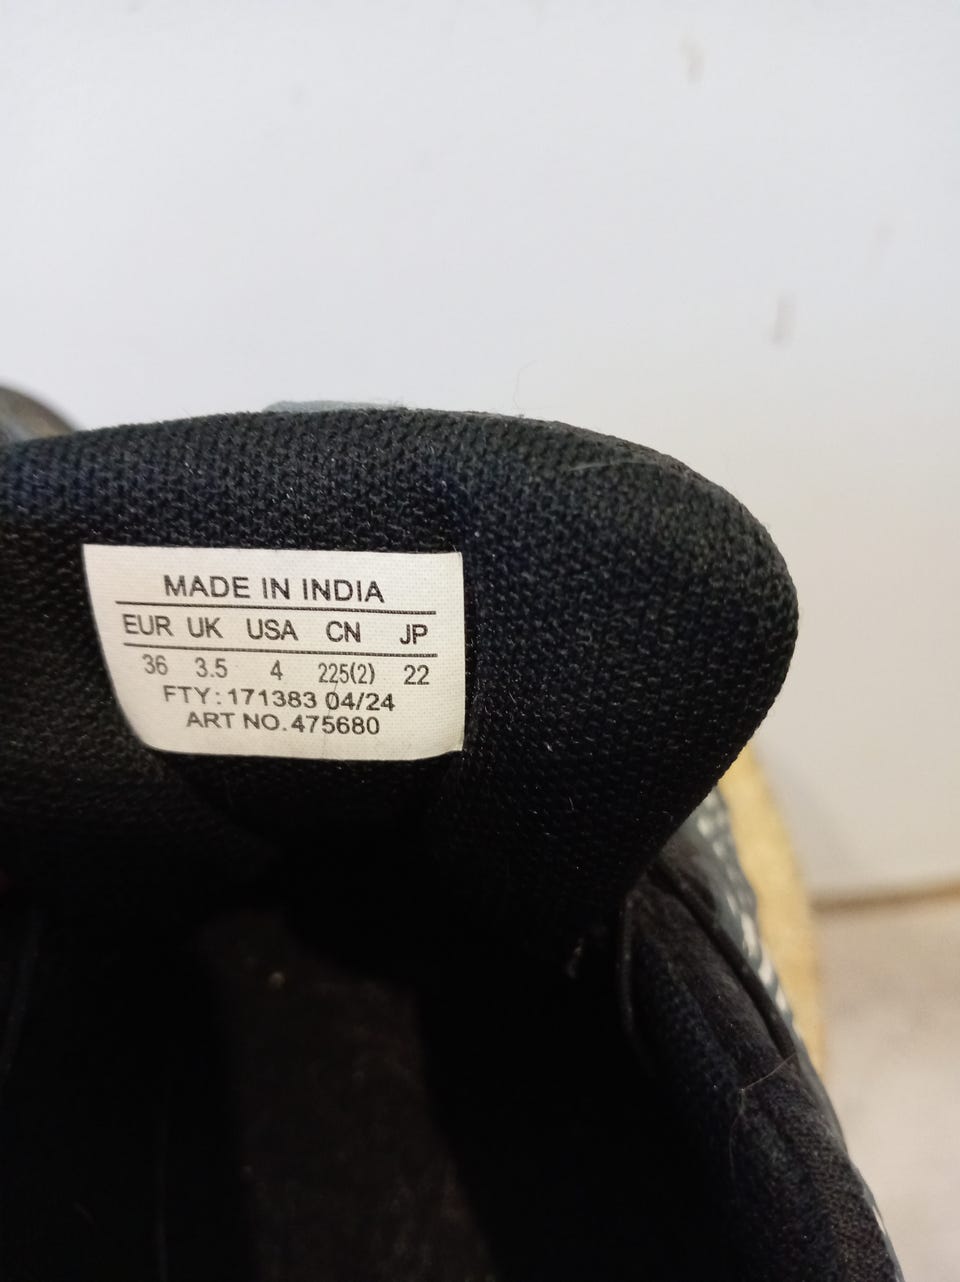 MADE IN INDIA
EUR UK USA CN JP
36 3.5 4 225(2) 22
FTY: 171383 04/24
ART NO. 475680